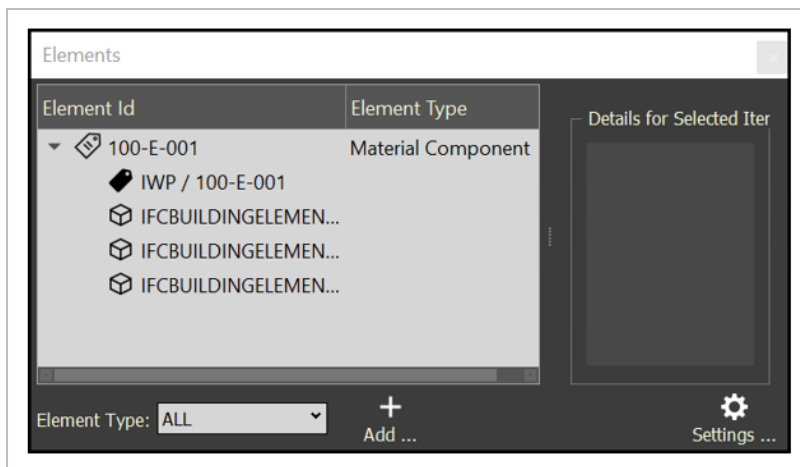 Elements
Element Id Element Type
100-E-001 Material Component
IWP / 100-E-001
IFCBUILDINGELEMEN...
IFCBUILDINGELEMEN...
IFCBUILDINGELEMEN...
Details for Selected Iter
Element Type: ALL
Add ...
Settings ...